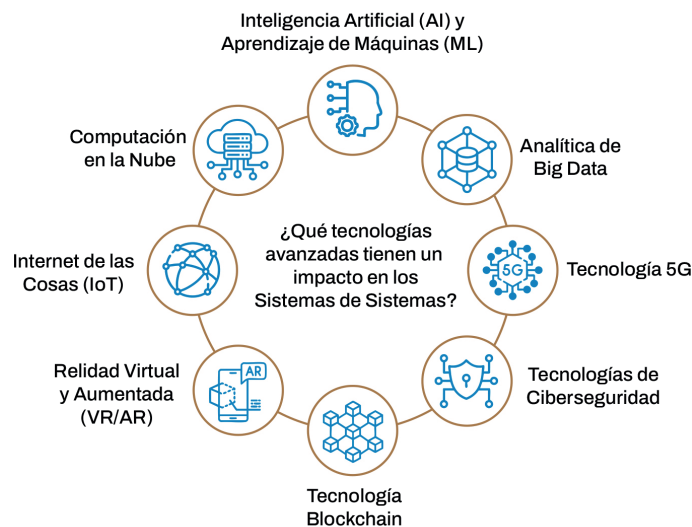 Inteligencia Artificial (AI) y
Aprendizaje de Máquinas (ML)
Computación
en la Nube
Analítica de
Big Data
¿Qué tecnologías
avanzadas tienen un
impacto en los
Sistemas de Sistemas?
Internet de las
Cosas (IoT)
5G
Tecnología 5G
Relidad Virtual
y Aumentada
(VR/AR)
AR
Tecnologías de
Ciberseguridad
Tecnología
Blockchain